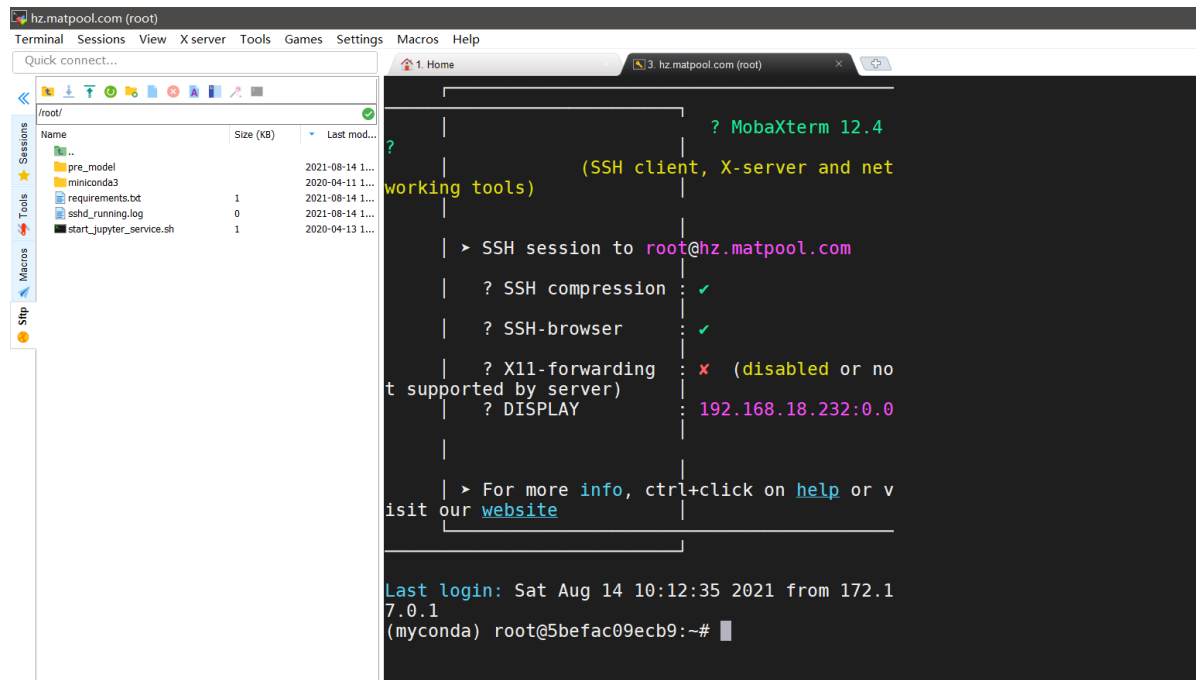 hz.matpool.com (root)
Terminal Sessions View X server Tools Games Settings Macros Help
Quick connect...
1. Home
3. hz.matpool.com (root)
/root/
Name Size (KB) Last mod...
..
pre_model 2021-08-14 1...
miniconda3 2020-04-11 1...
requirements.txt 1 2021-08-14 1...
sshd_running.log 0 2021-08-14 1...
start_jupyter_service.sh 1 2020-04-13 1...
Sessions
Tools
Macros
Sftp
? MobaXterm 12.4
?
(SSH client, X-server and net
working tools)
➤ SSH session to root@hz.matpool.com
? SSH compression : ✔
? SSH-browser : ✔
? X11-forwarding : ✘ (disabled or no
t supported by server)
? DISPLAY : 192.168.18.232:0.0
➤ For more info, ctrl+click on help or v
isit our website
Last login: Sat Aug 14 10:12:35 2021 from 172.1
7.0.1
(myconda) root@5befac09ecb9:~#